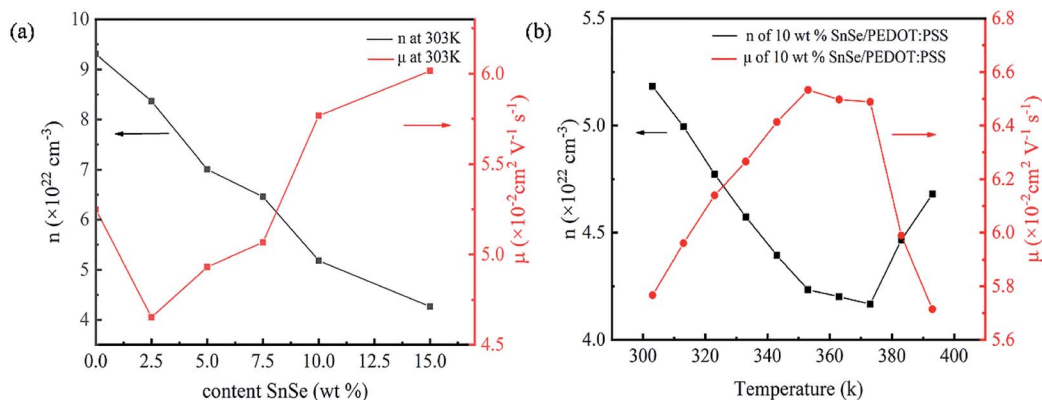 (a)
n at 303K
μ at 303K
10
9
8
7
6
5
4
n (×10²² cm⁻³)
6.0
5.5
5.0
4.5
μ (×10⁻²cm² V⁻¹ s⁻¹)
0.0 2.5 5.0 7.5 10.0 12.5 15.0
content SnSe (wt %)
(b)
n of 10 wt % SnSe/PEDOT:PSS
μ of 10 wt % SnSe/PEDOT:PSS
5.5
5.0
4.5
4.0
n (×10²² cm⁻³)
6.8
6.6
6.5
6.2
6.0
5.8
5.6
μ (×10⁻²cm² V⁻¹ s⁻¹)
300 320 340 360 380 400
Temperature (k)